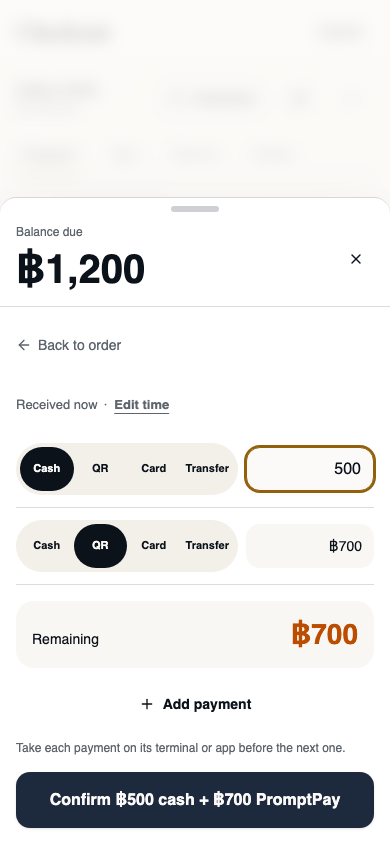 Balance due
฿1,200
Back to order
Received now · Edit time
Cash QR Card Transfer 500
Cash QR Card Transfer ฿700
Remaining ฿700
Add payment
Take each payment on its terminal or app before the next one.
Confirm ฿500 cash + ฿700 PromptPay